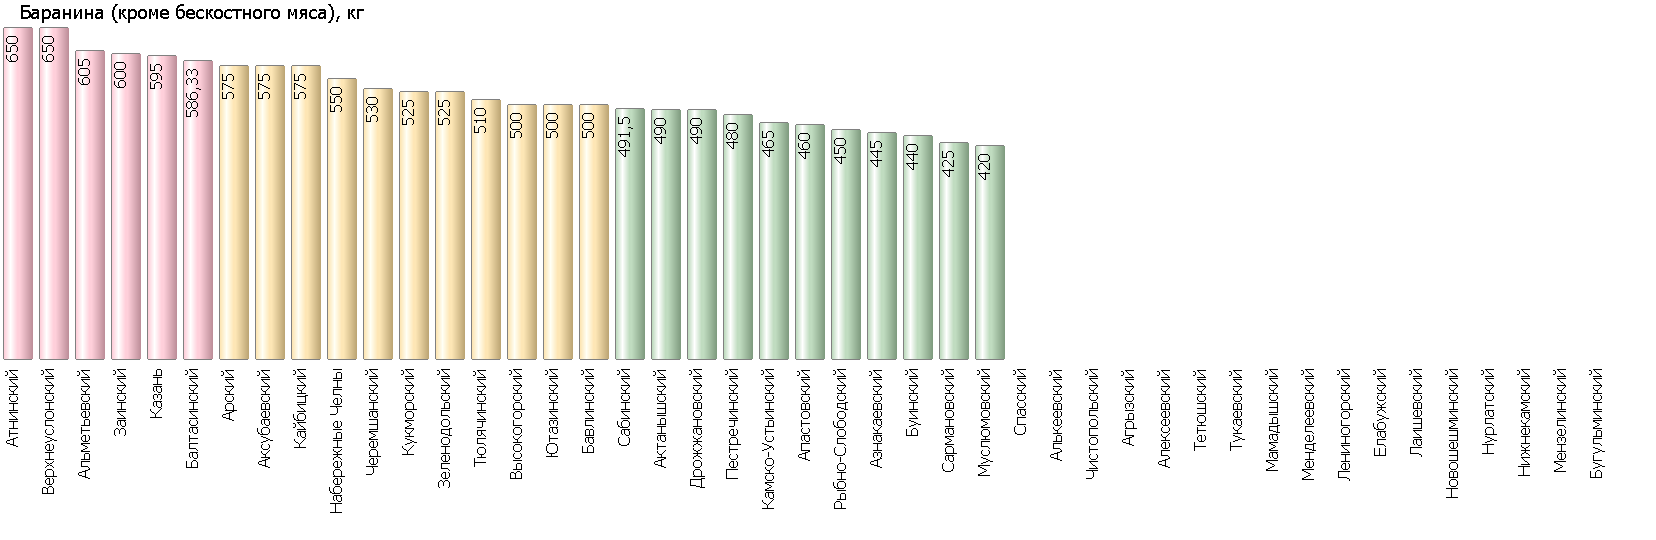 Баранина (кроме бескостного мяса), кг
650
650
605
600
595
586,33
575
575
575
550
530
525
525
510
500
500
500
491,5
490
490
480
465
460
450
445
440
425
420
Атнинский
Верхнеуслонский
Альметьевский
Заинский
Казань
Балтасинский
Арский
Аксубаевский
Кайбицкий
Набережные Челны
Черемшанский
Кукморский
Зеленодольский
Тюлячинский
Высокогорский
Ютазинский
Бавлинский
Сабинский
Актанышский
Дрожжановский
Пестречинский
Камско-Устьинский
Апастовский
Рыбно-Слободский
Азнакаевский
Буинский
Сармановский
Муслюмовский
Спасский
Алькеевский
Чистопольский
Агрызский
Алексеевский
Тетюшский
Тукаевский
Мамадышский
Менделеевский
Лениногорский
Елабужский
Лаишевский
Новошешминский
Нурлатский
Нижнекамский
Мензелинский
Бугульминский